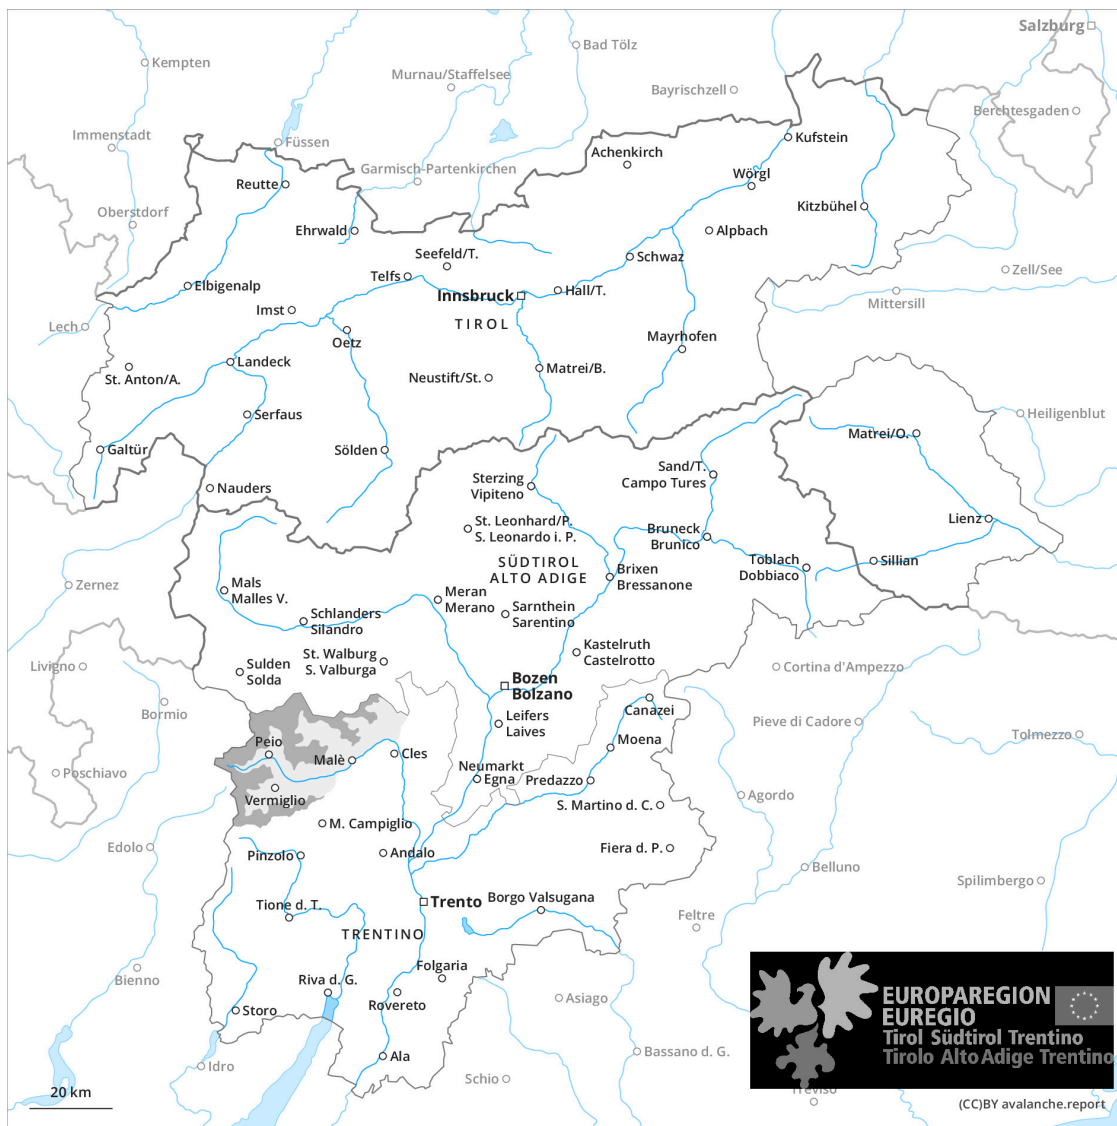 Salzburg
Bad Tölz
Kempten
Murnau/Staffelsee
Bayrischzell
Berchtesgaden
Immenstadt
Füssen
Kufstein
Achenkirch
Garmisch-Partenkirchen
Wörgl
Reutte
Oberstdorf
Kitzbühel
Ehrwald
Alpbach
Seefeld/T.
Schwaz
Zell/See
Telfs
Elbigenalp
Innsbruck
Hall/T.
Mittersill
Imst
Lech
TIROL
Oetz
Mayrhofen
Landeck
Matrei/B.
St. Anton/A.
Neustift/St.
Serfaus
Heiligenblut
Matrei/O.
Galtür
Sölden
Sand/T.
Campo Tures
Sterzing
Vipiteno
Nauders
Lienz
St. Leonhard/P.
S. Leonardo i. P.
Bruneck
Brunico
SÜDTIROL
ALTO ADIGE
Toblach
Dobbiaco
Sillian
Brixen
Bressanone
Zernez
Mals
Malles V.
Meran
Merano
Schlanders
Silandro
Sarnthein
Sarentino
Kastelruth
Castelrotto
St. Walburg
S. Valburga
Livigno
Sulden
Solda
Cortina d'Ampezzo
Bozen
Bolzano
Bormio
Canazei
Leifers
Laives
Pieve di Cadore
Tolmezzo
Peio
Moena
Malè
Cles
Neumarkt
Egna
Predazzo
Poschiavo
Vermiglio
S. Martino d. C.
Agordo
M. Campiglio
Edolo
Pinzolo
Andalo
Fiera d. P.
Belluno
Spilimbergo
Trento
Borgo Valsugana
Tione d. T.
Feltre
TRENTINO
Bienno
Folgaria
Riva d. G.
Rovereto
Asiago
Storo
EUROPAREGION
EUREGIO
Tirol Südtirol Trentino
Tirolo Alto Adige Trentino
Ala
Idro
Bassano d. G.
Schio
Treviso
20 km
(CC)BY avalanche.report